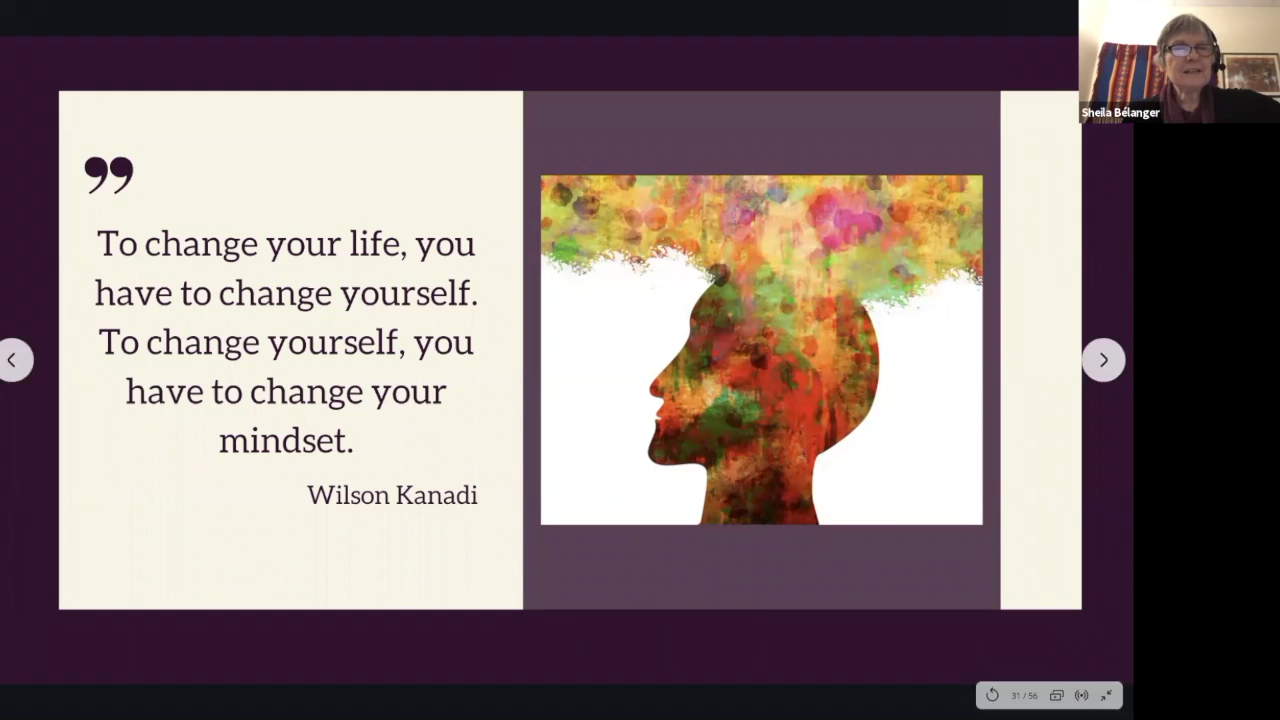 Sheila Bélanger
”
To change your life, you
have to change yourself.
To change yourself, you
have to change your
mindset.
Wilson Kanadi
31 / 56